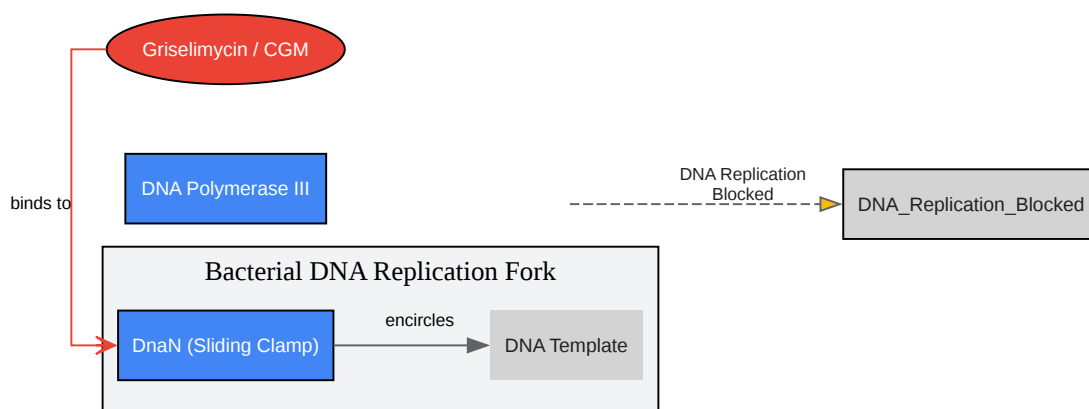 Griselimycin / CGM
DNA Polymerase III
binds to
DNA Replication
Blocked
DNA_Replication_Blocked
Bacterial DNA Replication Fork
DnaN (Sliding Clamp)
encircles
DNA Template